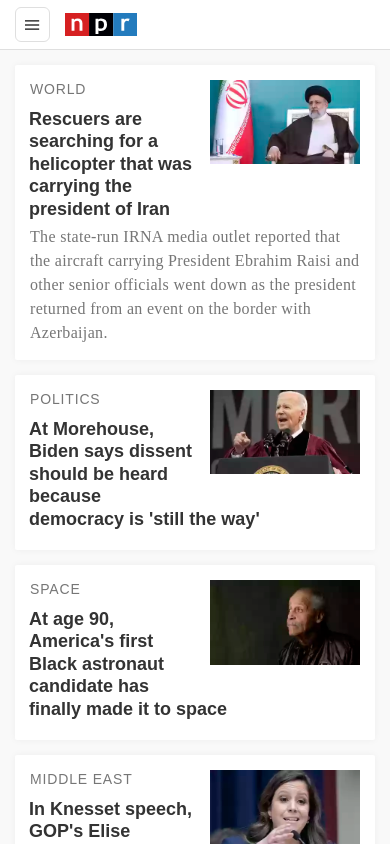 npr
WORLD
Rescuers are
searching for a
helicopter that was
carrying the
president of Iran
The state-run IRNA media outlet reported that
the aircraft carrying President Ebrahim Raisi and
other senior officials went down as the president
returned from an event on the border with
Azerbaijan.
POLITICS
At Morehouse,
Biden says dissent
should be heard
because
democracy is 'still the way'
SPACE
At age 90,
America's first
Black astronaut
candidate has
finally made it to space
MIDDLE EAST
In Knesset speech,
GOP's Elise